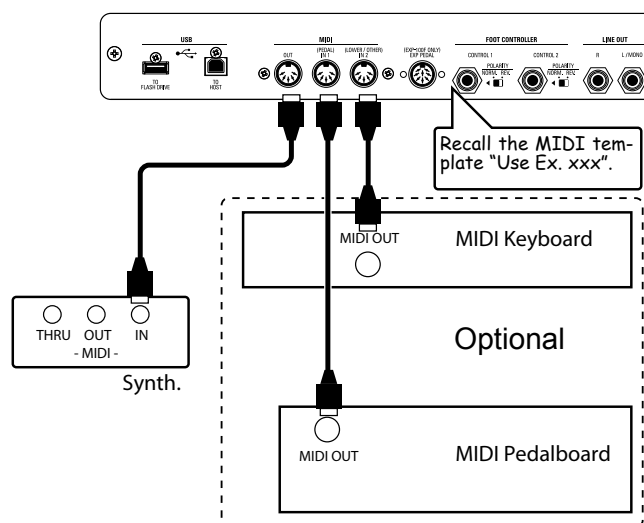 USB
MIDI
FOOT CONTROLLER
LINE OUT
OUT
(PEDAL)
IN 1
(LOWER / OTHER)
IN 2
(EXP-100F ONLY)
EXP PEDAL
CONTROL 1
CONTROL 2
R
L /MONO
POLARITY
NORM. REV.
POLARITY
NORM. REV.
TO
FLASH DRIVE
TO
HOST
Recall the MIDI tem-
plate “Use Ex. xxx”.
MIDI OUT
MIDI Keyboard
THRU OUT IN
- MIDI -
Synth.
Optional
MIDI OUT
MIDI Pedalboard